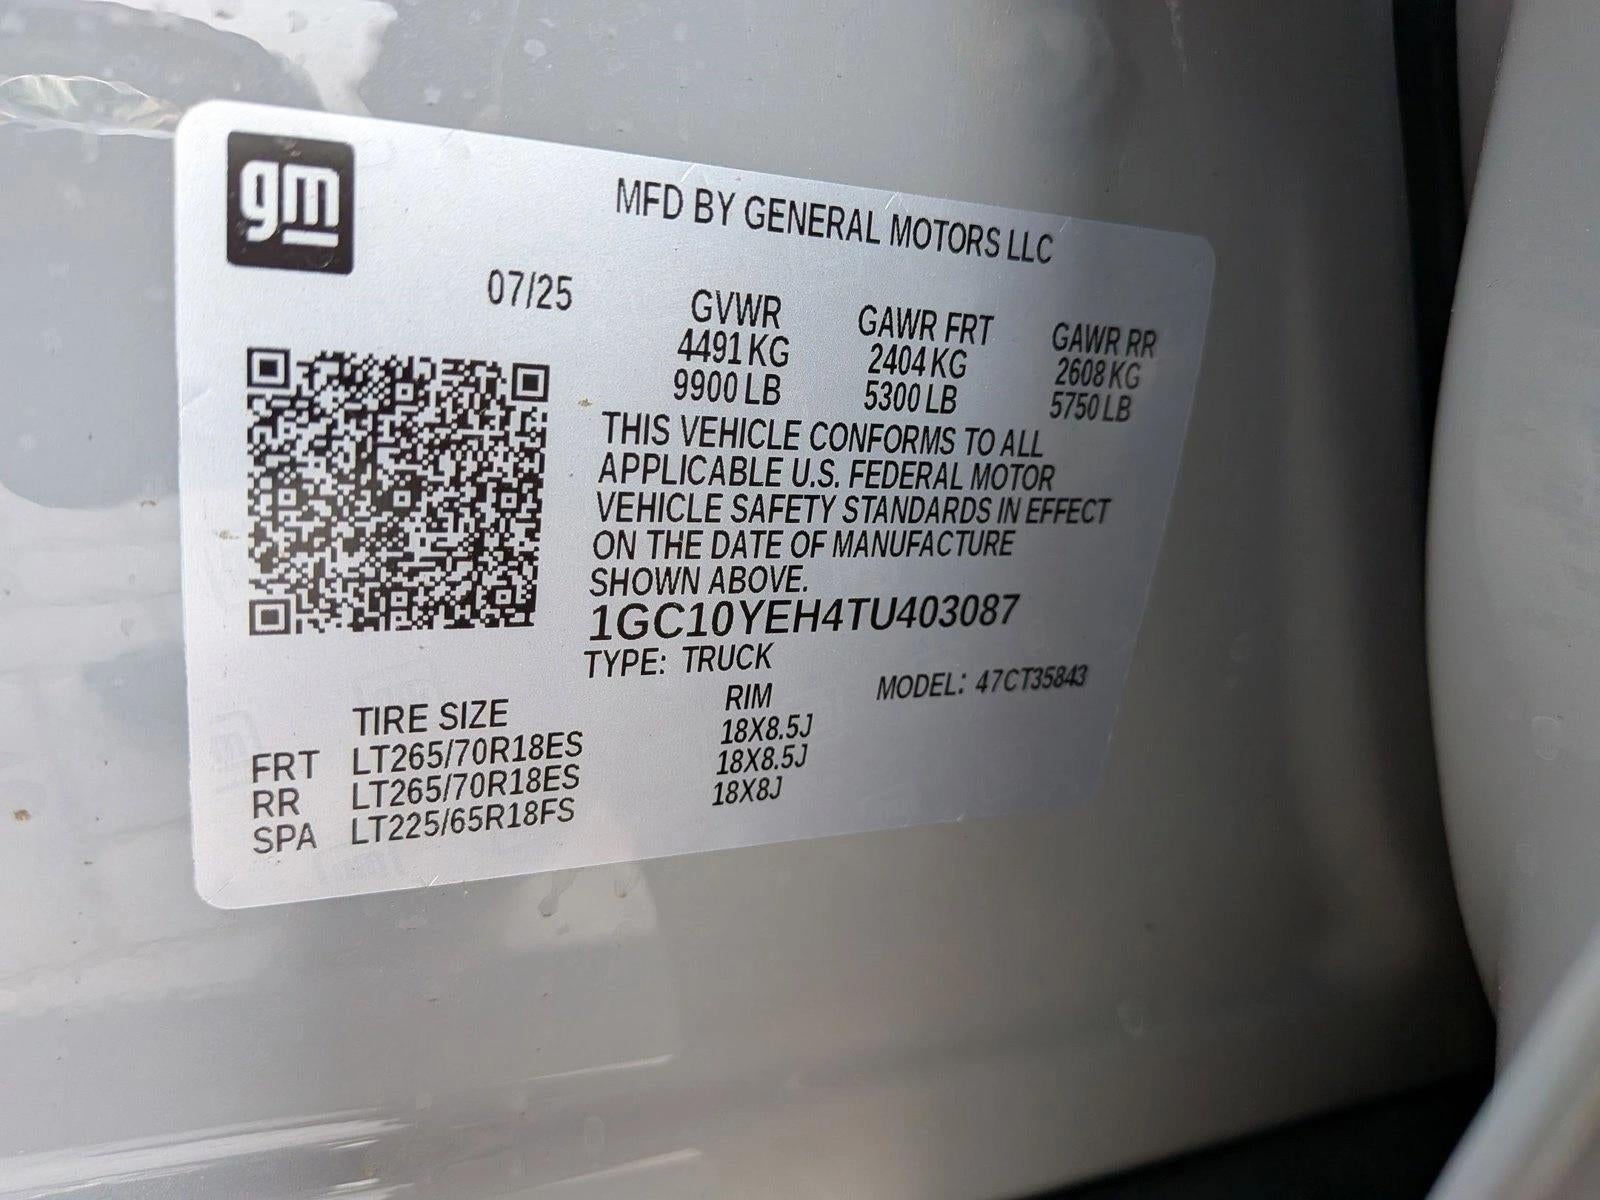 gm
MFD BY GENERAL MOTORS LLC
07/25
GVWR GAWR FRT GAWR RR
4491 KG 2404 KG 2608 KG
9900 LB 5300 LB 5750 LB
THIS VEHICLE CONFORMS TO ALL
APPLICABLE U.S. FEDERAL MOTOR
VEHICLE SAFETY STANDARDS IN EFFECT
ON THE DATE OF MANUFACTURE
SHOWN ABOVE.
1GC10YEH4TU403087
TYPE: TRUCK
MODEL: 47CT35843
TIRE SIZE RIM
FRT LT265/70R18ES 18X8.5J
RR LT265/70R18ES 18X8.5J
SPA LT225/65R18FS 18X8J